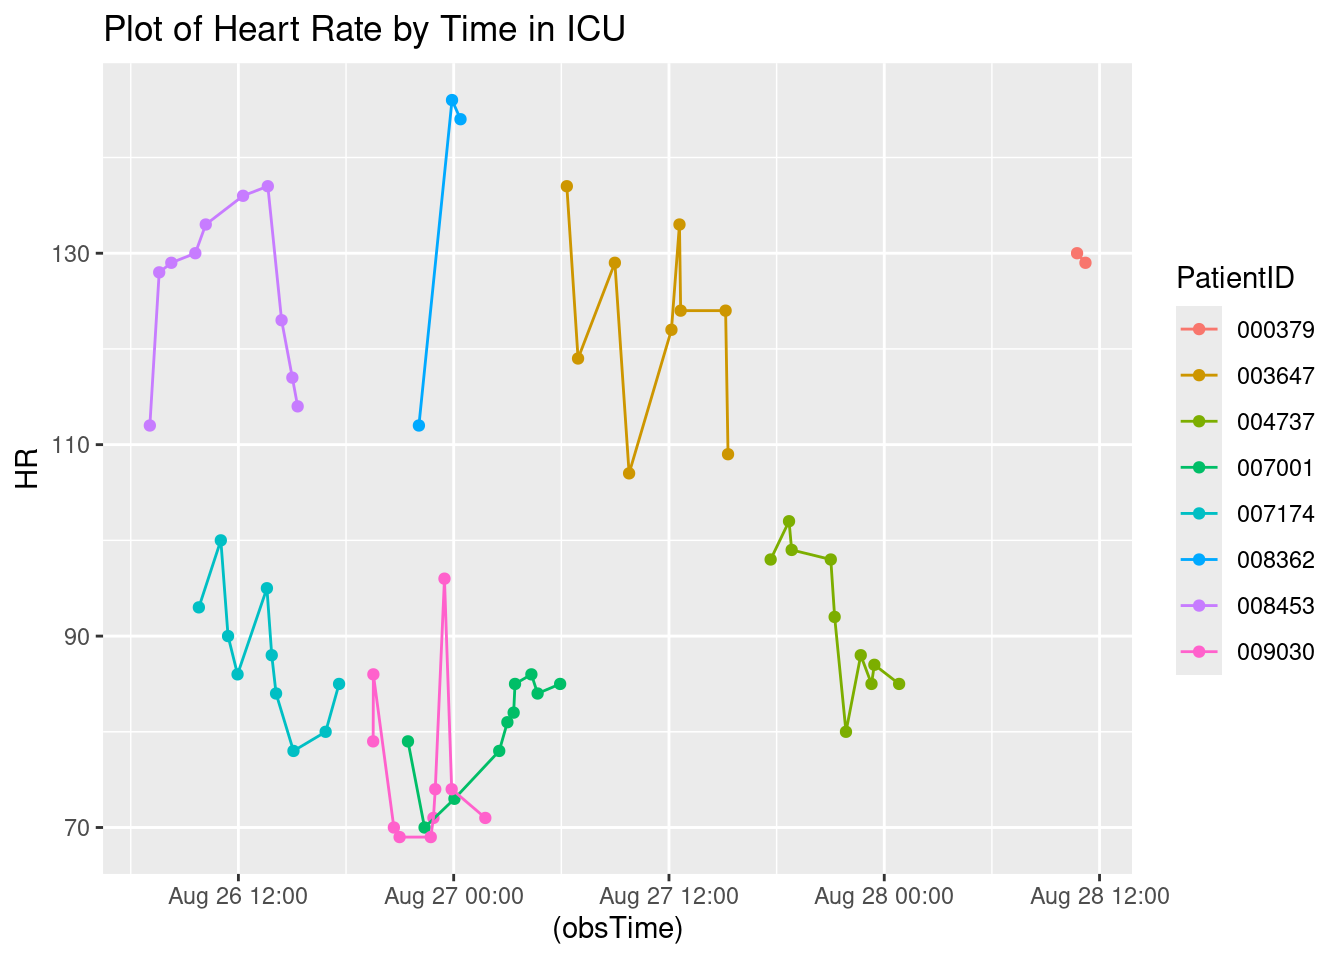 Plot of Heart Rate by Time in ICU
HR
130
110
90
70
Aug 26 12:00
Aug 27 00:00
Aug 27 12:00
Aug 28 00:00
Aug 28 12:00
(obsTime)
PatientID
000379
003647
004737
007001
007174
008362
008453
009030